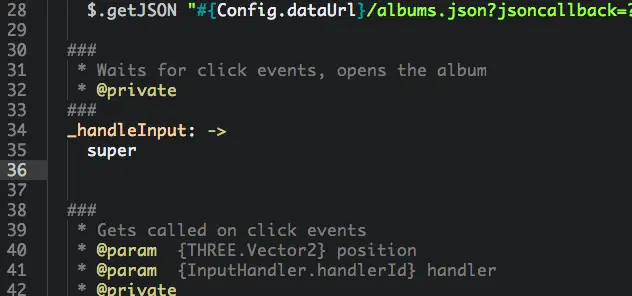 28 $.getJSON "#{Config.dataUrl}/albums.json?jsoncallback=?
29
30 ###
31 * Waits for click events, opens the album
32 * @private
33 ###
34 _handleInput: ->
35 super
36
37
38 ###
39 * Gets called on click events
40 * @param {THREE.Vector2} position
41 * @param {InputHandler.handlerId} handler
42 * @private